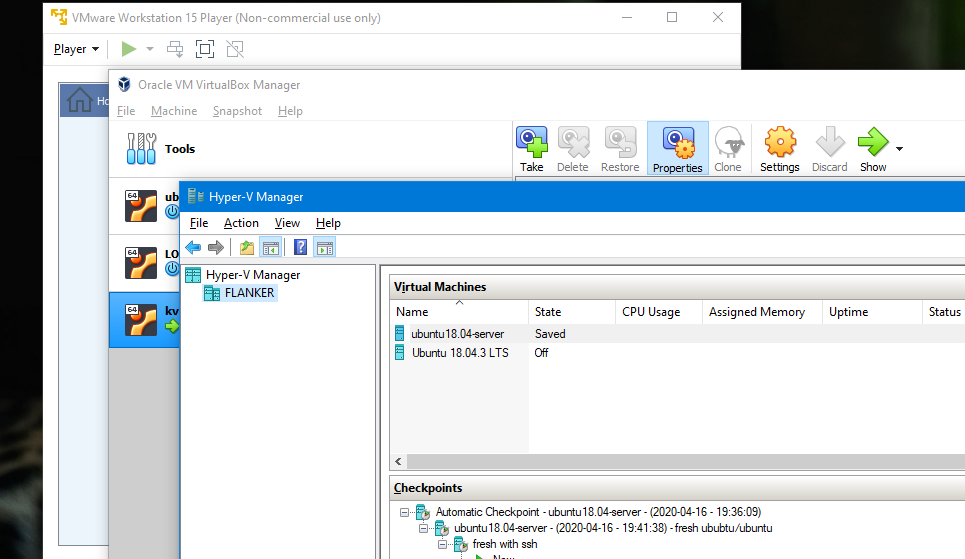 VMware Workstation 15 Player (Non-commercial use only)
Player
Ho
Oracle VM VirtualBox Manager
File Machine Snapshot Help
Tools
Take Delete Restore Properties Clone Settings Discard Show
64 ub
64 LO
64 kv
Hyper-V Manager
File Action View Help
Hyper-V Manager
FLANKER
Virtual Machines
Name State CPU Usage Assigned Memory Uptime Status
ubuntu18.04-server Saved
Ubuntu 18.04.3 LTS Off
Checkpoints
Automatic Checkpoint - ubuntu18.04-server - (2020-04-16 - 19:36:09)
ubuntu18.04-server - (2020-04-16 - 19:41:38) - fresh ububtu/ubuntu
fresh with ssh
Now